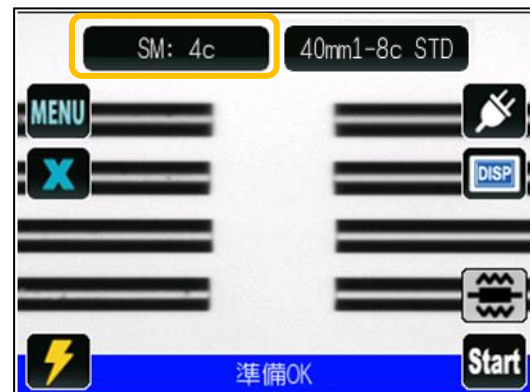 SM: 4c
40mm1-8c STD
MENU
X
DISP
準備OK
Start